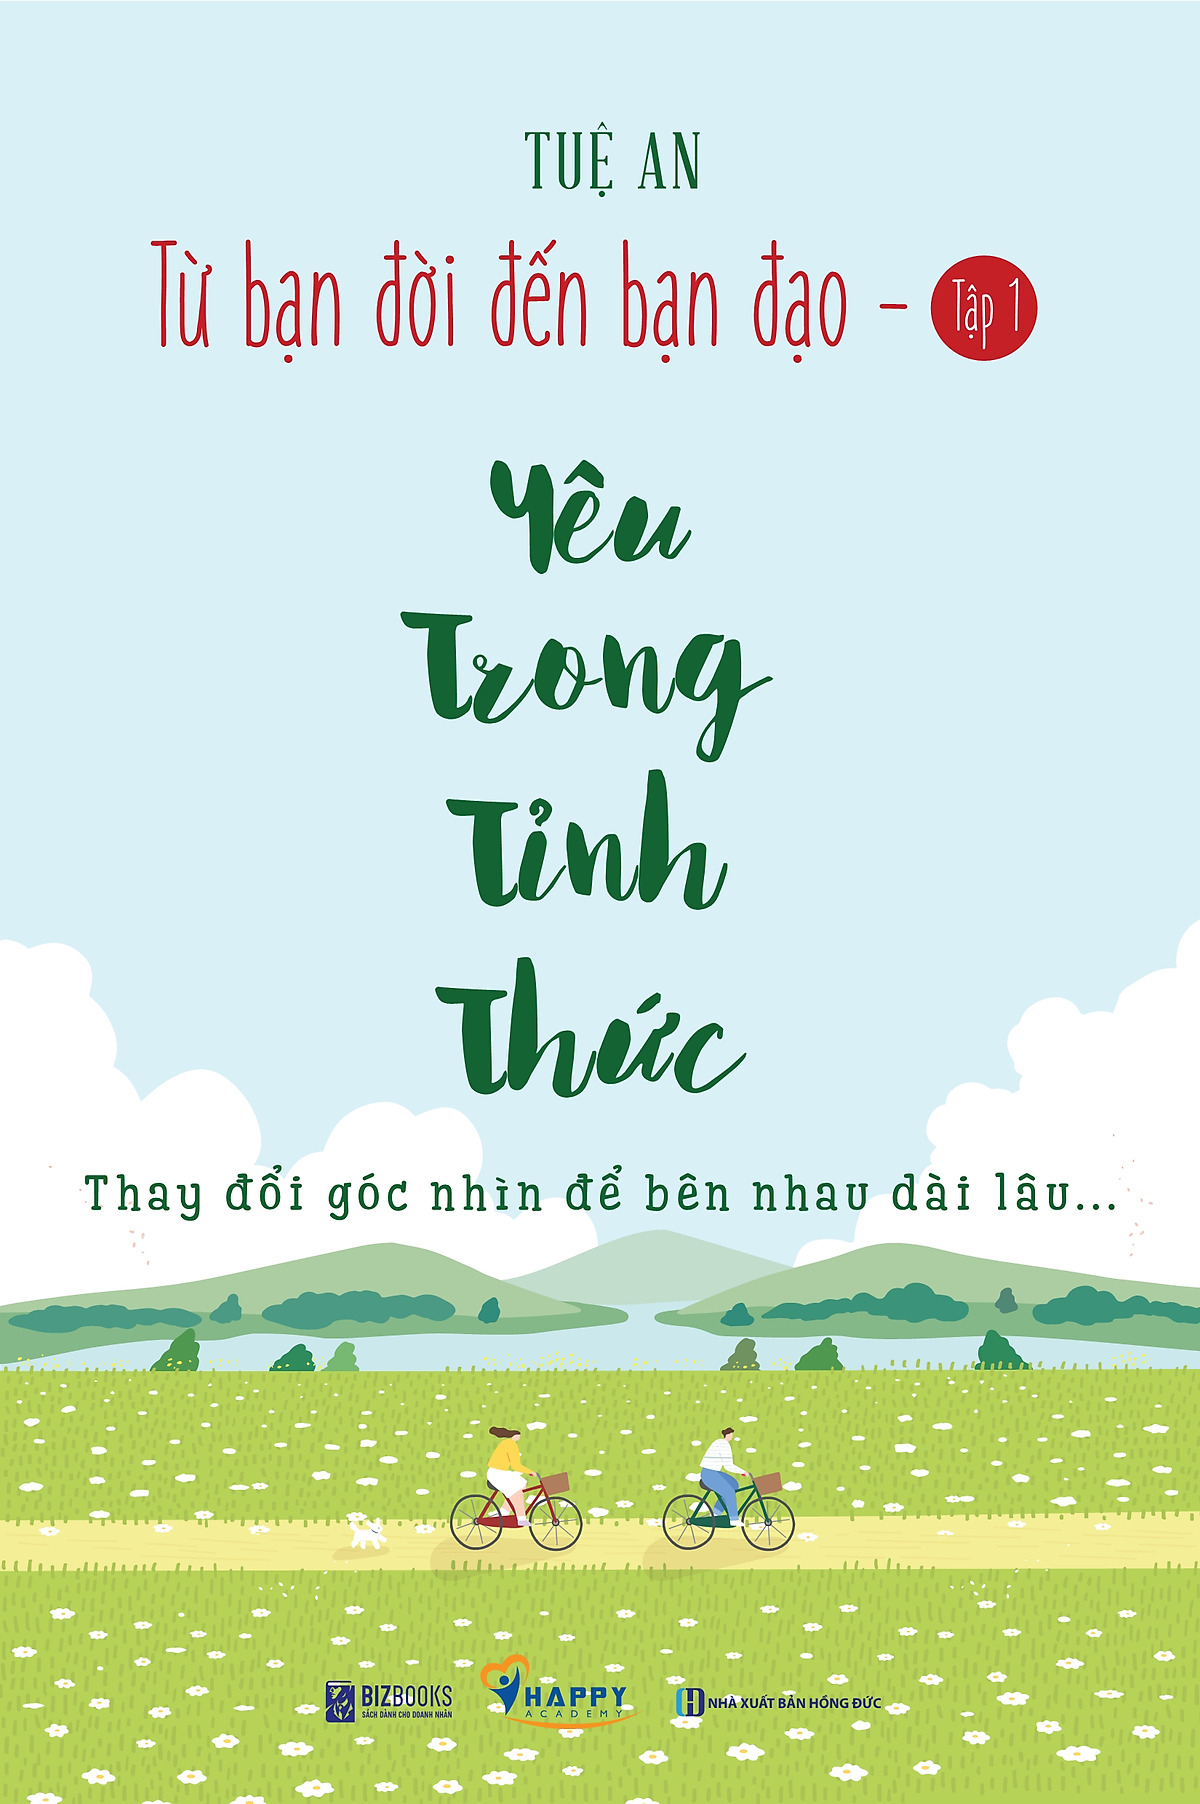 TUỆ AN
Từ bạn đời đến bạn đạo - Tập 1
Yêu
Trong
Tỉnh
Thức
Thay đổi góc nhìn để bên nhau dài lâu...
BIZBOOKS
SÁCH DÀNH CHO DOANH NHÂN
HAPPY
ACADEMY
NHÀ XUẤT BẢN HỒNG ĐỨC